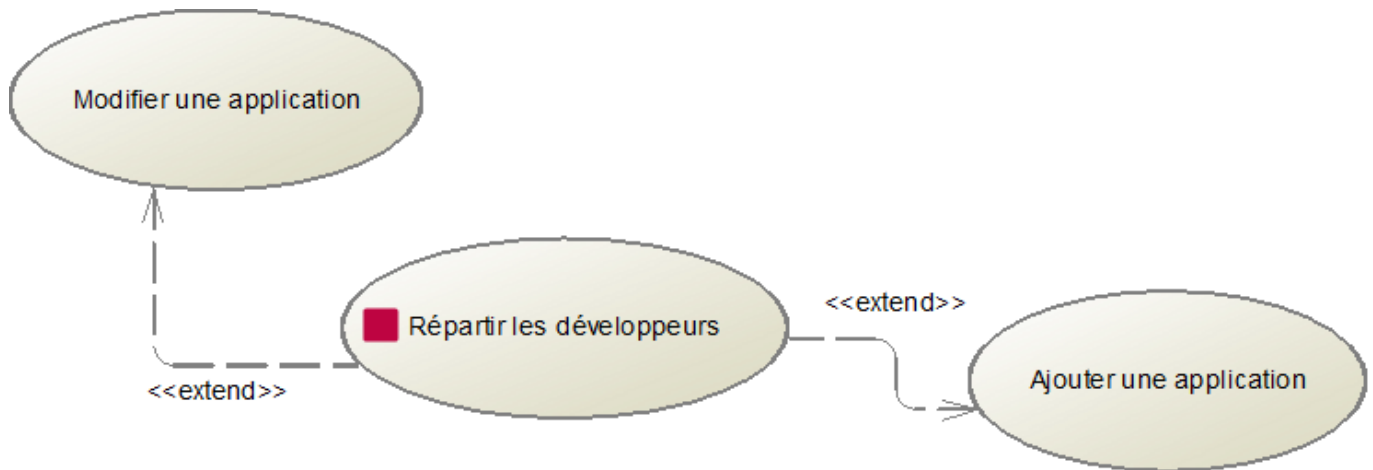 Modifier une application
<<extend>>
Répartir les développeurs
<<extend>>
Ajouter une application